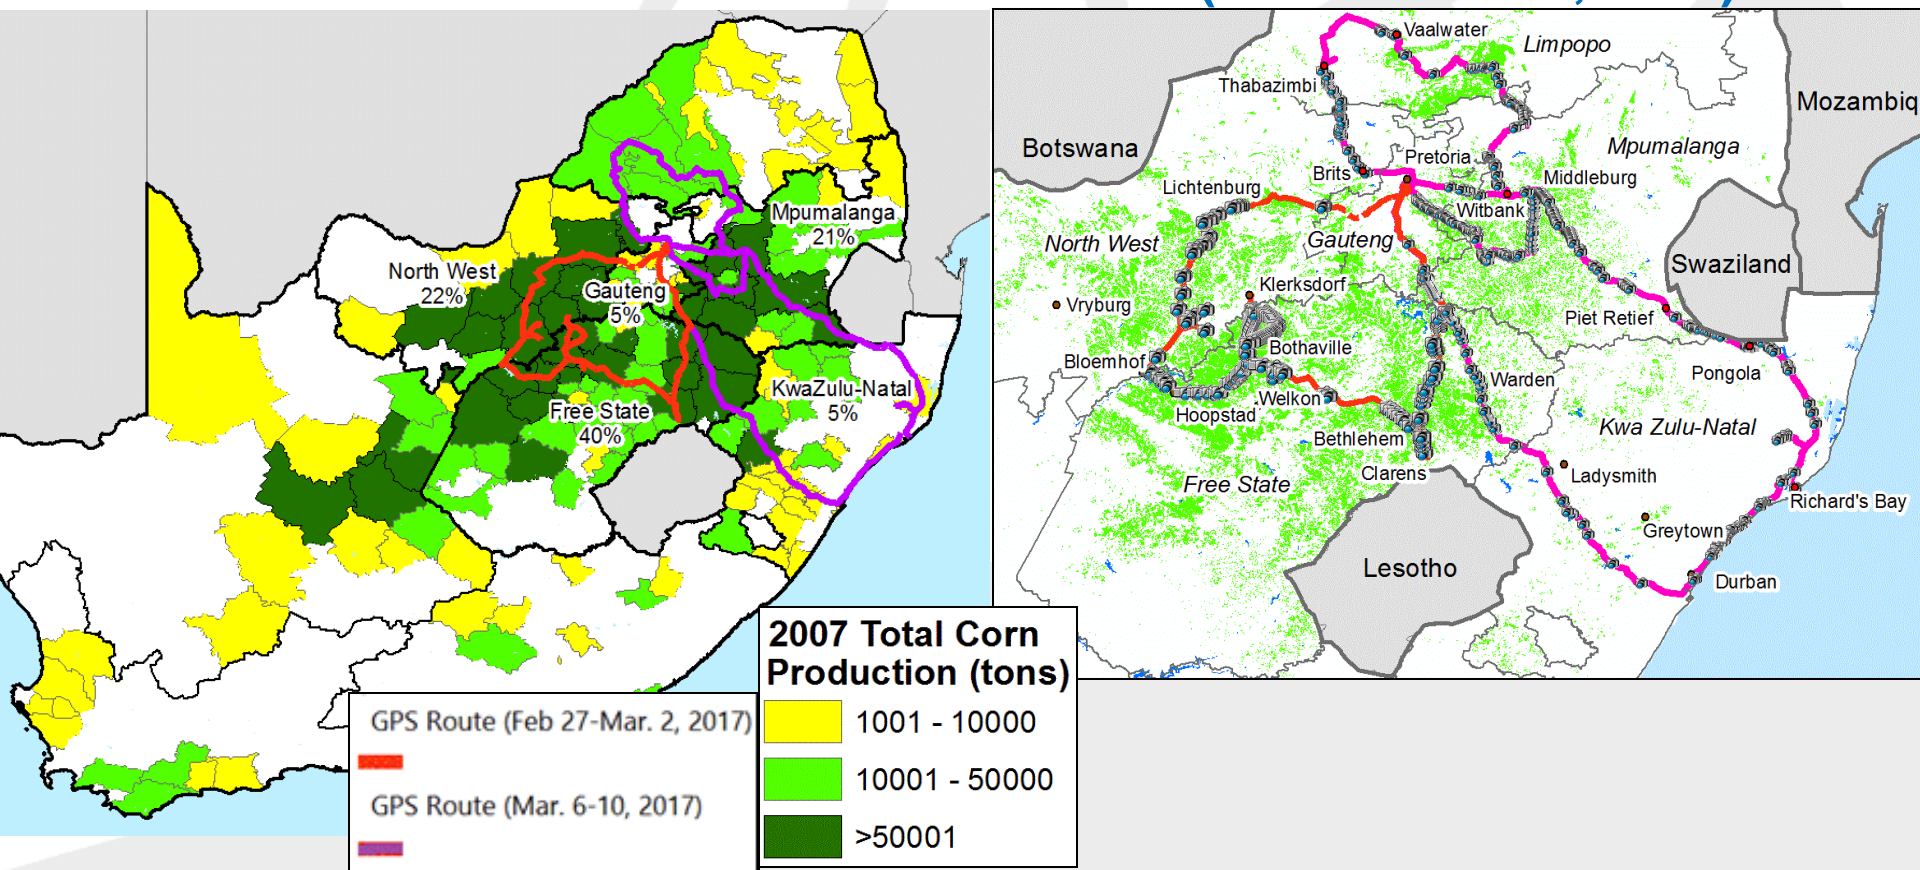 Mpumalanga
21%
North West
22%
Gauteng
5%
KwaZulu-Natal
5%
Free State
40%
2007 Total Corn
Production (tons)
1001 - 10000
10001 - 50000
>50001
GPS Route (Feb 27-Mar. 2, 2017)
GPS Route (Mar. 6-10, 2017)
Vaalwater
Limpopo
Thabazimbi
Mozambiq
Botswana
Pretoria
Mpumalanga
Brits
Lichtenburg
Middleburg
Witbank
North West
Gauteng
Swaziland
Klerksdorf
Vryburg
Piet Retief
Bothaville
Bloemhof
Pongola
Warden
Welkon
Hoopstad
Kwa Zulu-Natal
Bethlehem
Clarens
Ladysmith
Free State
Richard's Bay
Greytown
Lesotho
Durban